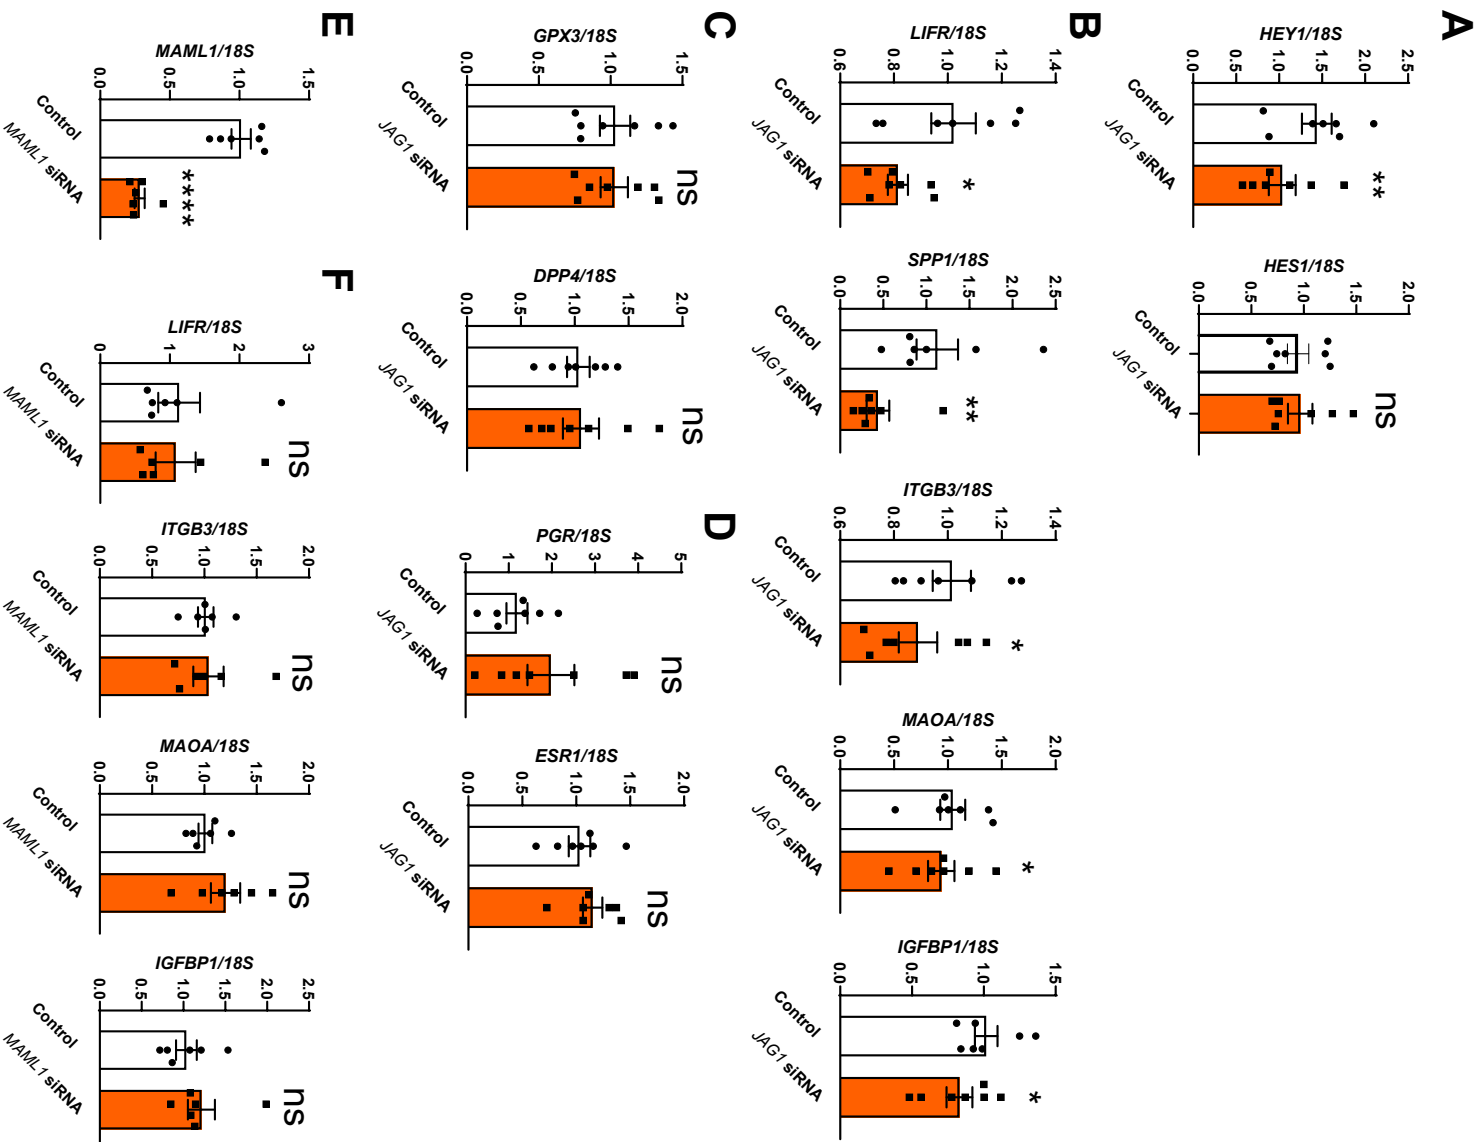 A
HEY1/18S
2.5
2.0
1.5
1.0
0.5
0.0
Control
JAG1 siRNA
**
HES1/18S
2.0
1.5
1.0
0.5
0.0
Control
JAG1 siRNA
ns
B
LIFR/18S
1.4
1.2
1.0
0.8
0.6
Control
JAG1 siRNA
*
SPP1/18S
2.5
2.0
1.5
1.0
0.5
0.0
Control
JAG1 siRNA
**
ITGB3/18S
1.4
1.2
1.0
0.8
0.6
Control
JAG1 siRNA
*
MAOA/18S
2.0
1.5
1.0
0.5
0.0
Control
JAG1 siRNA
*
IGFBP1/18S
1.5
1.0
0.5
0.0
Control
JAG1 siRNA
*
C
GPX3/18S
1.5
1.0
0.5
0.0
Control
JAG1 siRNA
ns
DPP4/18S
2.0
1.5
1.0
0.5
0.0
Control
JAG1 siRNA
ns
D
PGR/18S
5
4
3
2
1
0
Control
JAG1 siRNA
ns
ESR1/18S
2.0
1.5
1.0
0.5
0.0
Control
JAG1 siRNA
ns
E
MAML1/18S
1.5
1.0
0.5
0.0
Control
MAML1 siRNA
****
F
LIFR/18S
3
2
1
0
Control
MAML1 siRNA
ns
ITGB3/18S
2.0
1.5
1.0
0.5
0.0
Control
MAML1 siRNA
ns
MAOA/18S
2.0
1.5
1.0
0.5
0.0
Control
MAML1 siRNA
ns
IGFBP1/18S
2.5
2.0
1.5
1.0
0.5
0.0
Control
MAML1 siRNA
ns